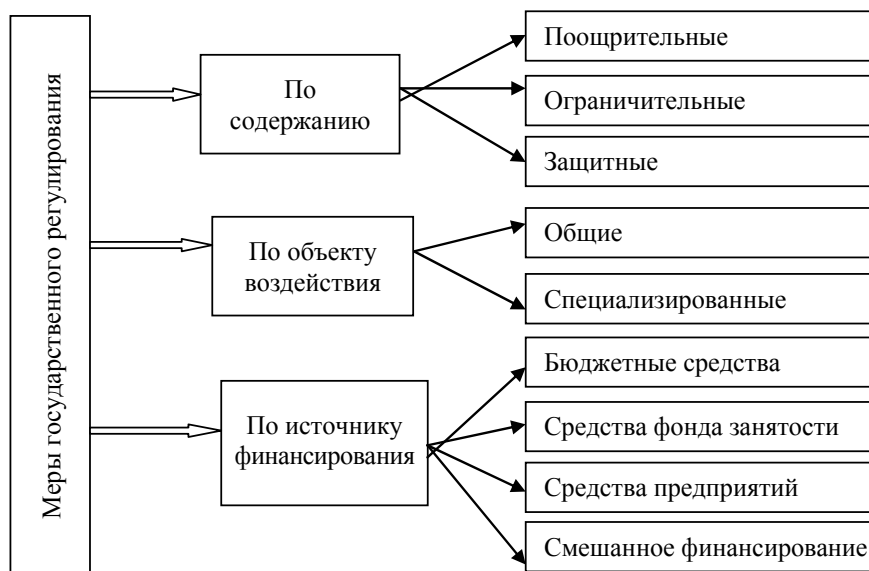 Меры государственного регулирования
По
содержанию
Поощрительные
Ограничительные
Защитные
По объекту
воздействия
Общие
Специализированные
По источнику
финансирования
Бюджетные средства
Средства фонда занятости
Средства предприятий
Смешанное финансирование